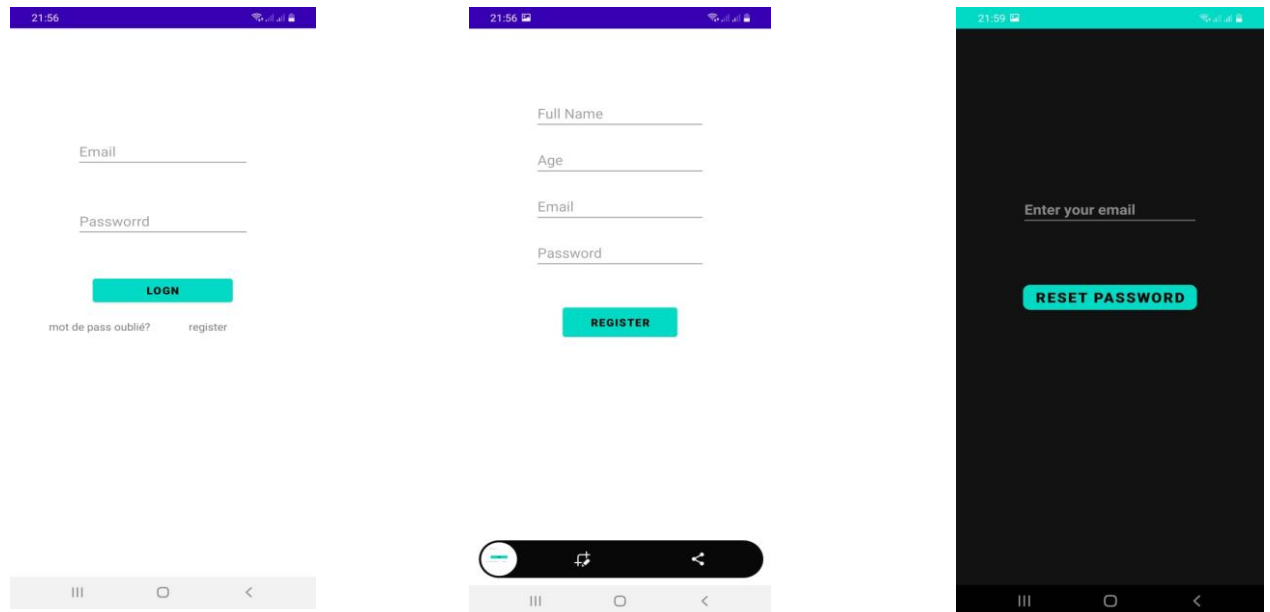 21:56
Email
Passworrd
LOGN
mot de pass oublié? register
21:56
Full Name
Age
Email
Password
REGISTER
21:59
Enter your email
RESET PASSWORD